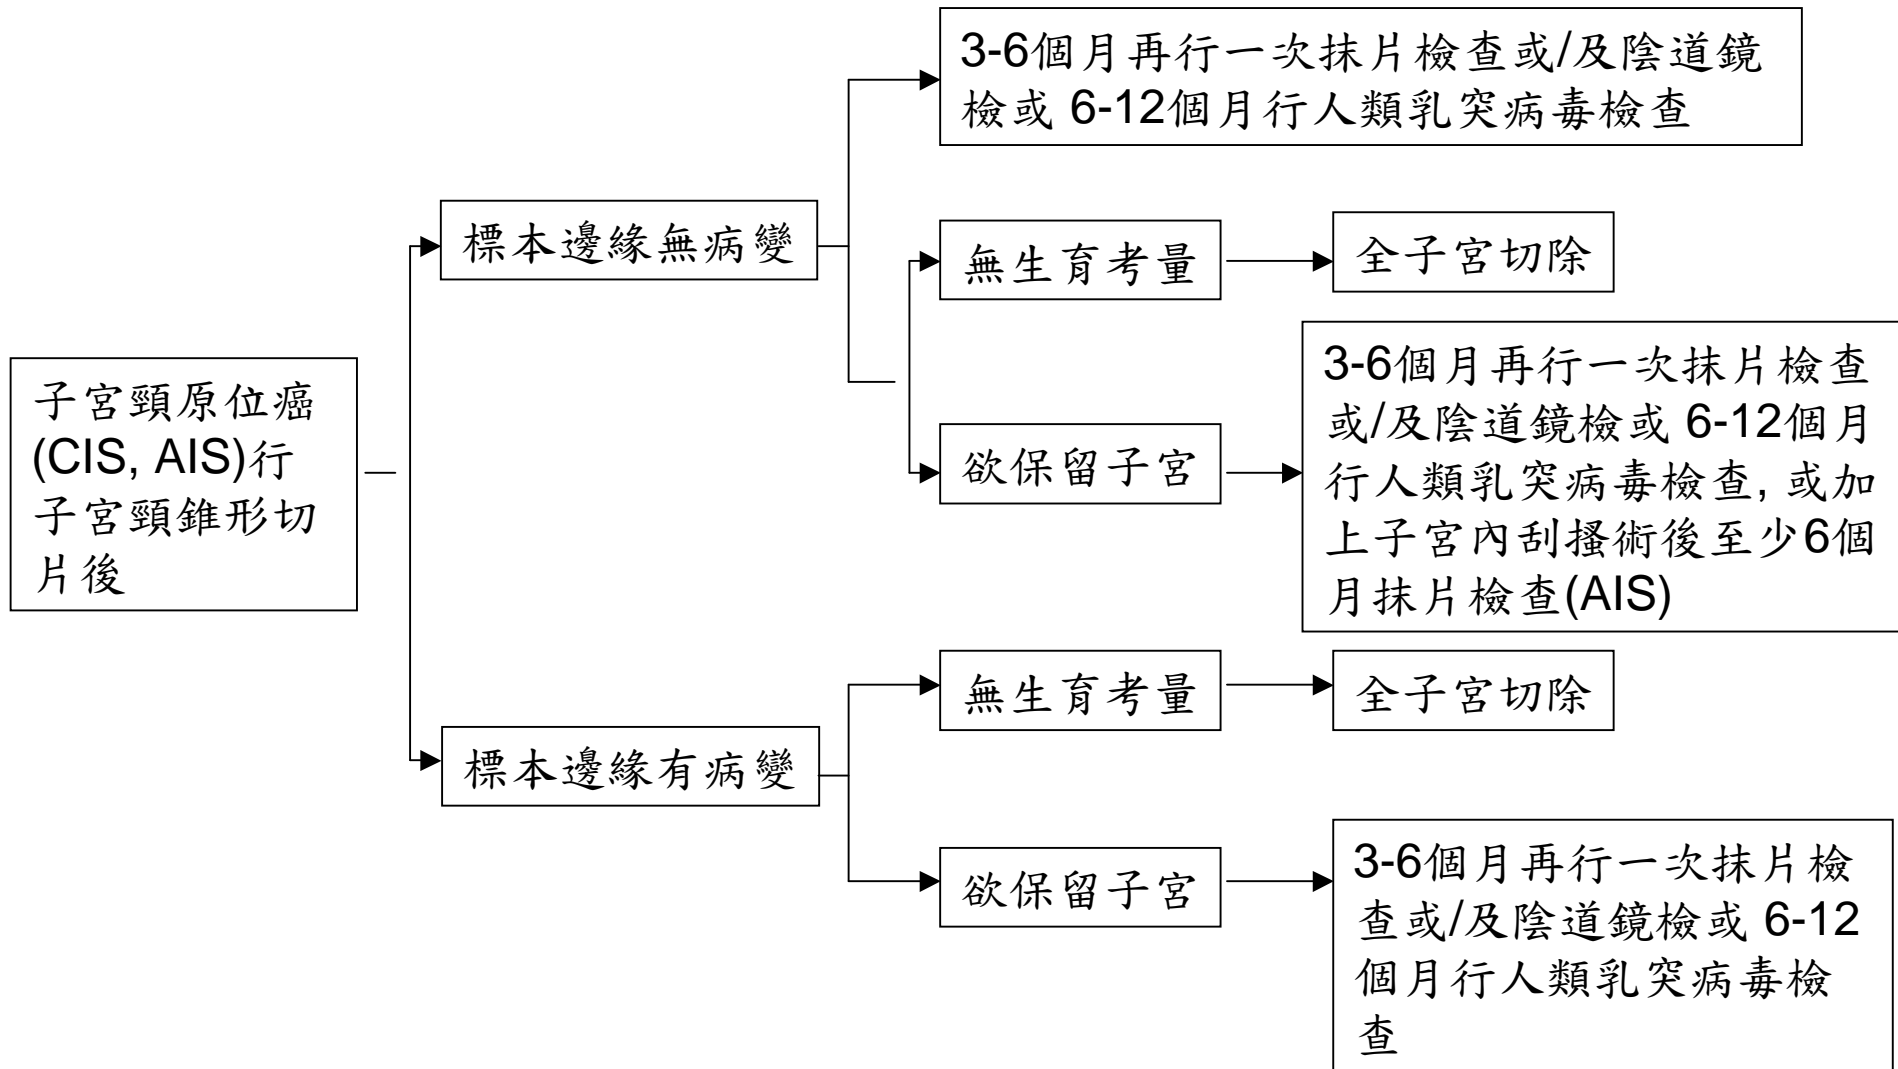 3-6個月再行一次抹片檢查或/及陰道鏡
檢或 6-12個月行人類乳突病毒檢查
標本邊緣無病變
無生育考量
全子宮切除
子宮頸原位癌
(CIS, AIS)行
子宮頸錐形切
片後
欲保留子宮
3-6個月再行一次抹片檢查
或/及陰道鏡檢或 6-12個月
行人類乳突病毒檢查, 或加
上子宮內刮搔術後至少6個
月抹片檢查(AIS)
標本邊緣有病變
無生育考量
全子宮切除
欲保留子宮
3-6個月再行一次抹片檢
查或/及陰道鏡檢或 6-12
個月行人類乳突病毒檢
查